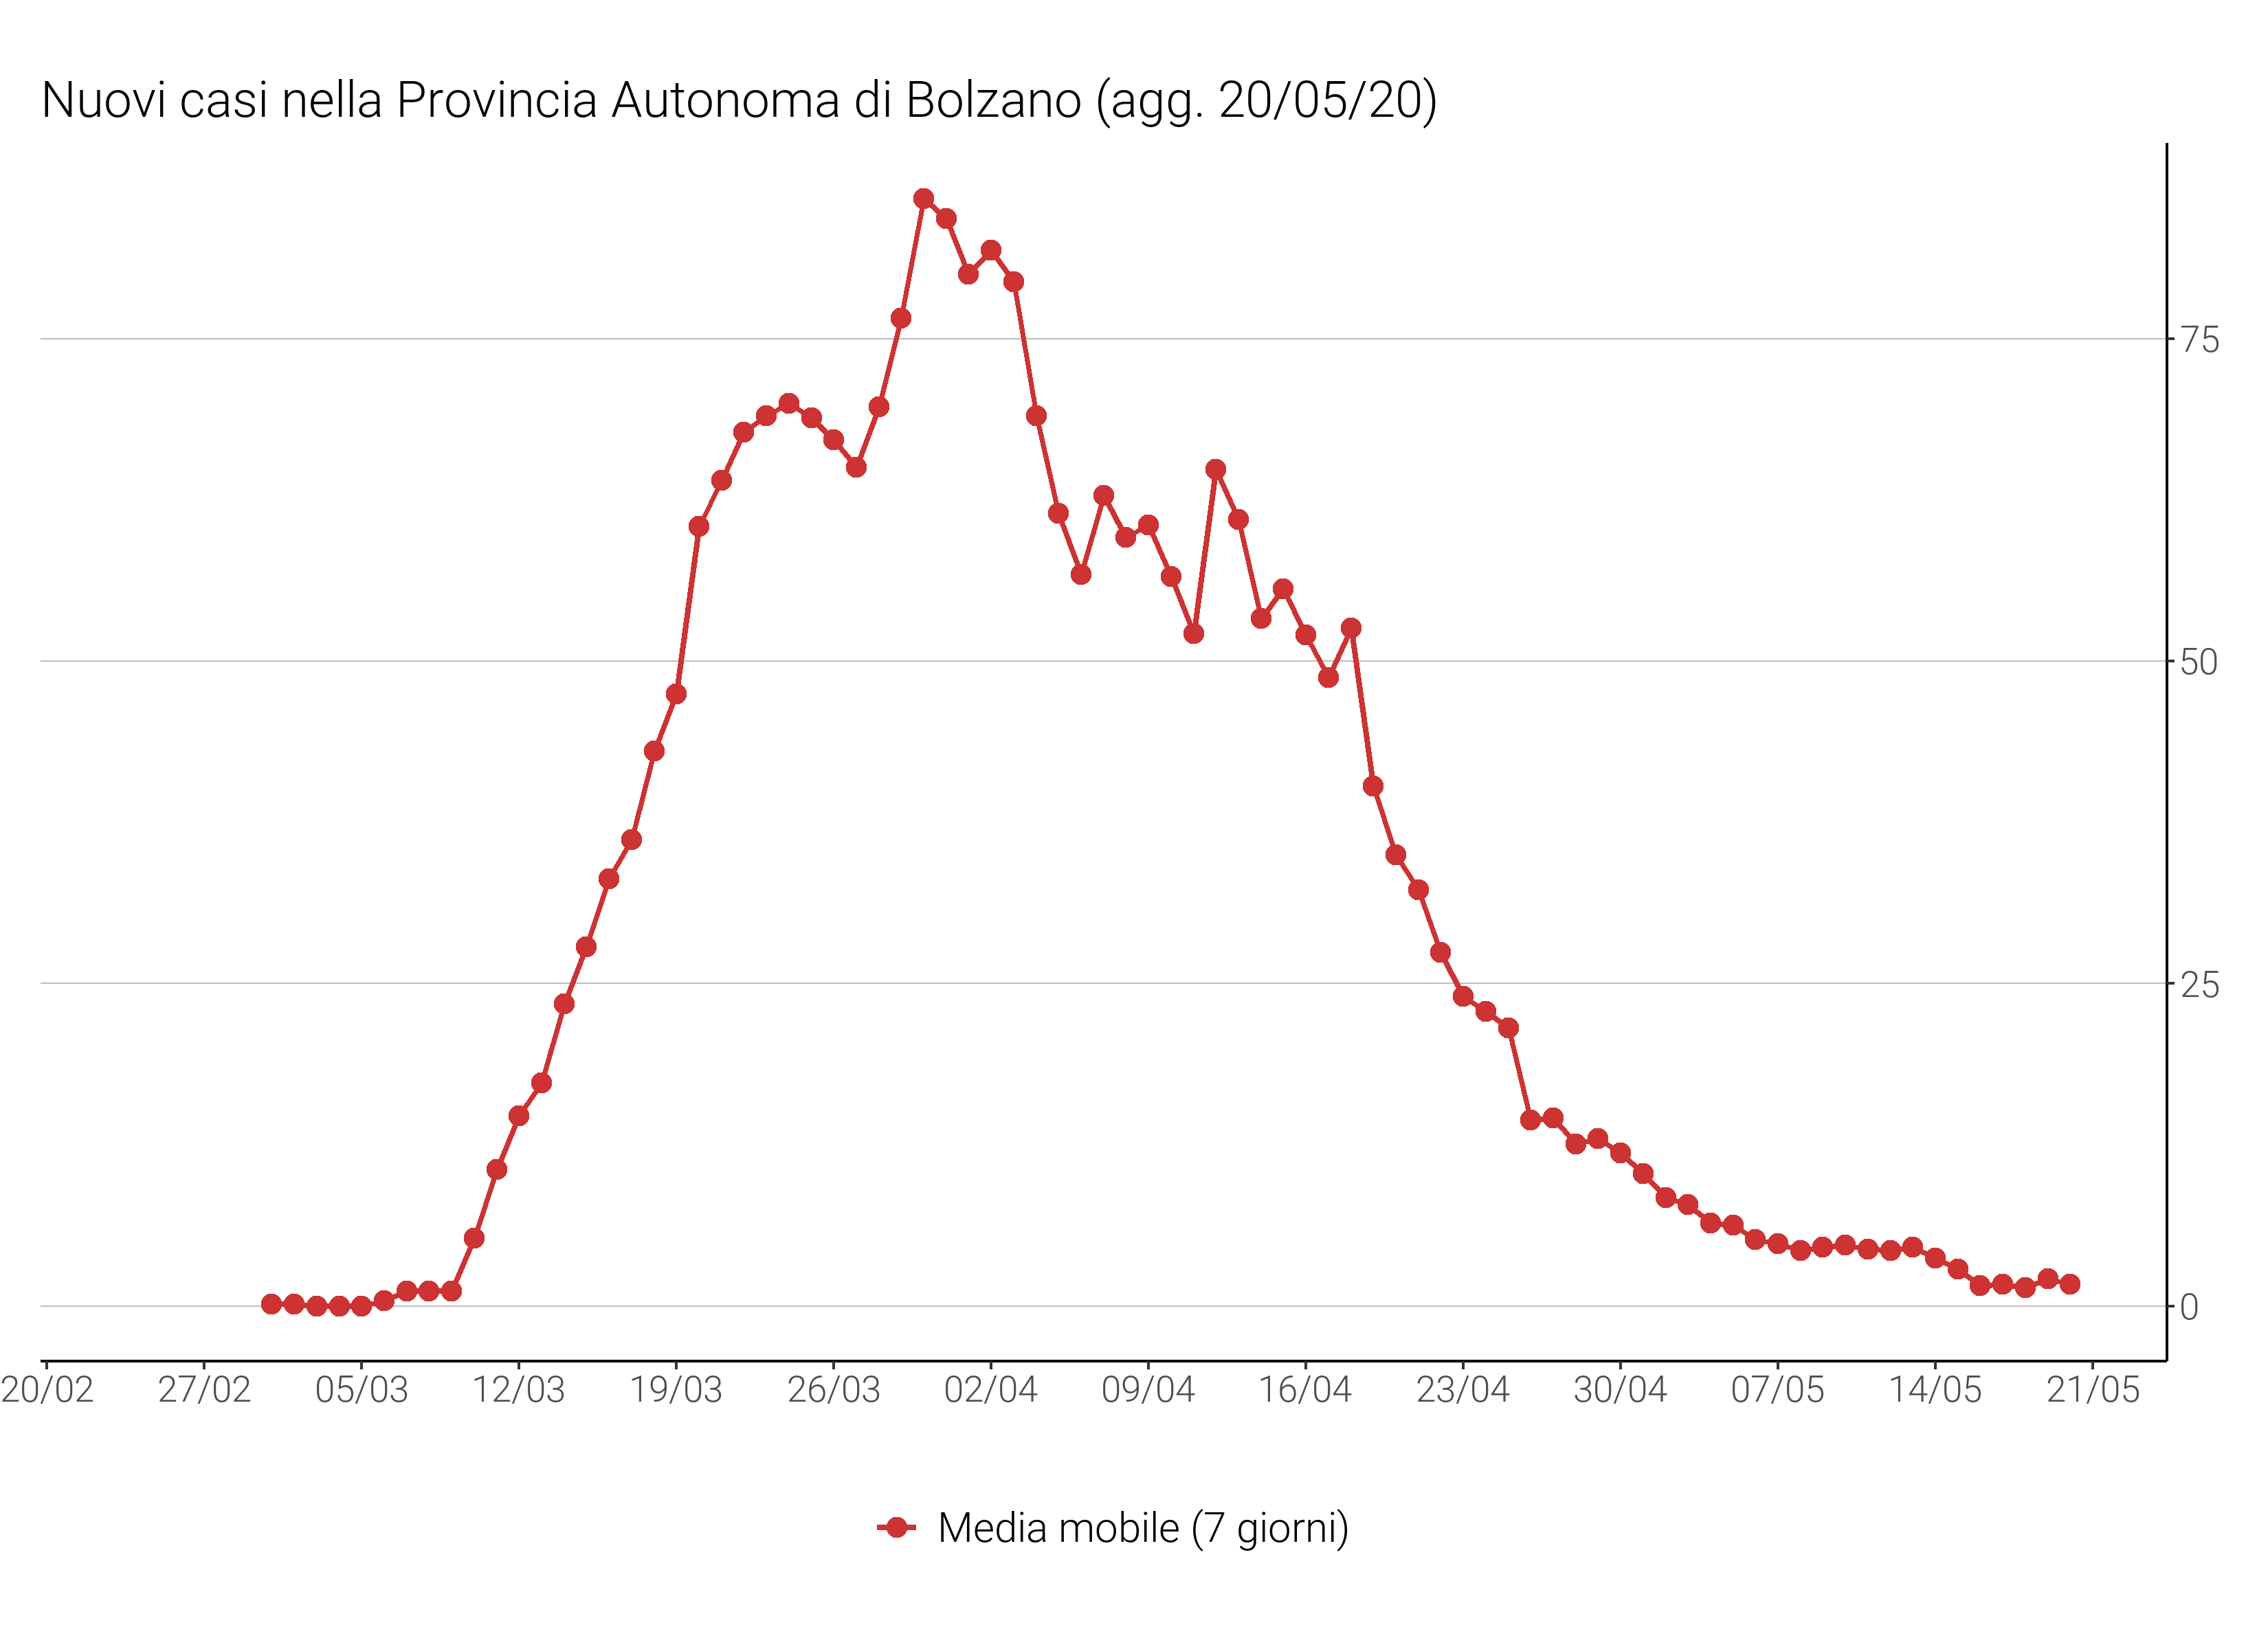 Nuovi casi nella Provincia Autonoma di Bolzano (agg. 20/05/20)
75
50
25
0
20/02 27/02 05/03 12/03 19/03 26/03 02/04 09/04 16/04 23/04 30/04 07/05 14/05 21/05
Media mobile (7 giorni)